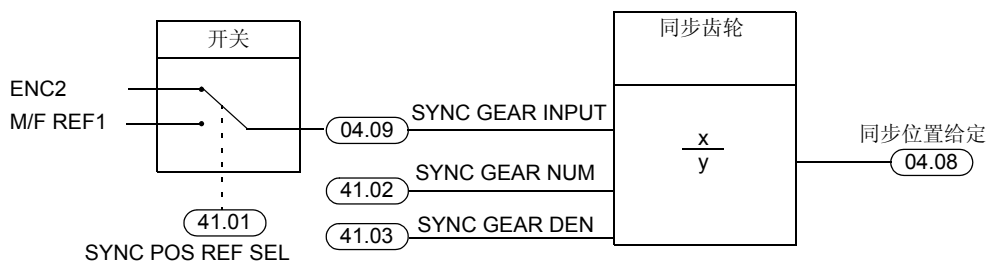 开关
ENC2
M/F REF1
04.09
SYNC GEAR INPUT
41.01
SYNC POS REF SEL
41.02
SYNC GEAR NUM
41.03
SYNC GEAR DEN
同步齿轮
x
y
同步位置给定
04.08